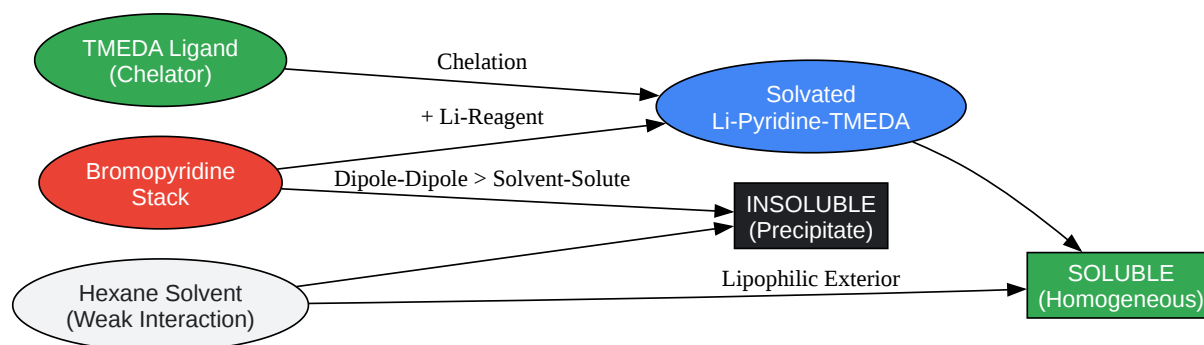 TMEDA Ligand
(Chelator)
Chelation
Solvated
Li-Pyridine-TMEDA
+ Li-Reagent
Bromopyridine
Stack
Dipole-Dipole > Solvent-Solute
INSOLUBLE
(Precipitate)
Hexane Solvent
(Weak Interaction)
Lipophilic Exterior
SOLUBLE
(Homogeneous)